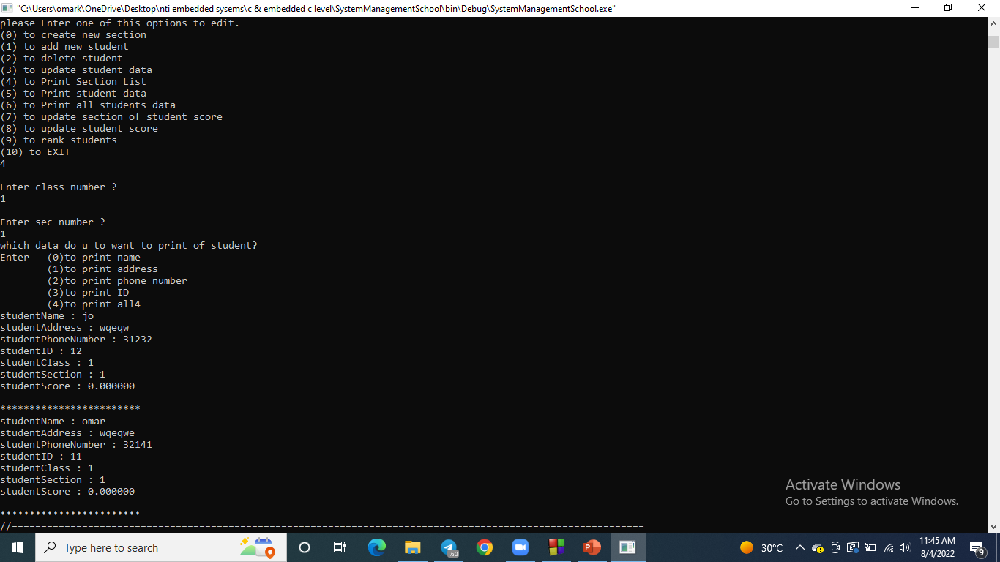 "C:\Users\omark\OneDrive\Desktop\nti embedded sysems\c & embedded c level\SystemManagementSchool\bin\Debug\SystemManagementSchool.exe"
please Enter one of this options to edit.
(0) to create new section
(1) to add new student
(2) to delete student
(3) to update student data
(4) to Print Section List
(5) to Print student data
(6) to Print all students data
(7) to update section of student score
(8) to update student score
(9) to rank students
(10) to EXIT
4
Enter class number ?
1
Enter sec number ?
1
which data do u to want to print of student?
Enter   (0)to print name
        (1)to print address
        (2)to print phone number
        (3)to print ID
        (4)to print all4
studentName : jo
studentAddress : wqeqw
studentPhoneNumber : 31232
studentID : 12
studentClass : 1
studentSection : 1
studentScore : 0.000000
************************
studentName : omar
studentAddress : wqeqwe
studentPhoneNumber : 32141
studentID : 11
studentClass : 1
studentSection : 1
studentScore : 0.000000
************************
//============================================================================================================
Activate Windows
Go to Settings to activate Windows.
Type here to search
.60
30°C
11:45 AM
8/4/2022
9